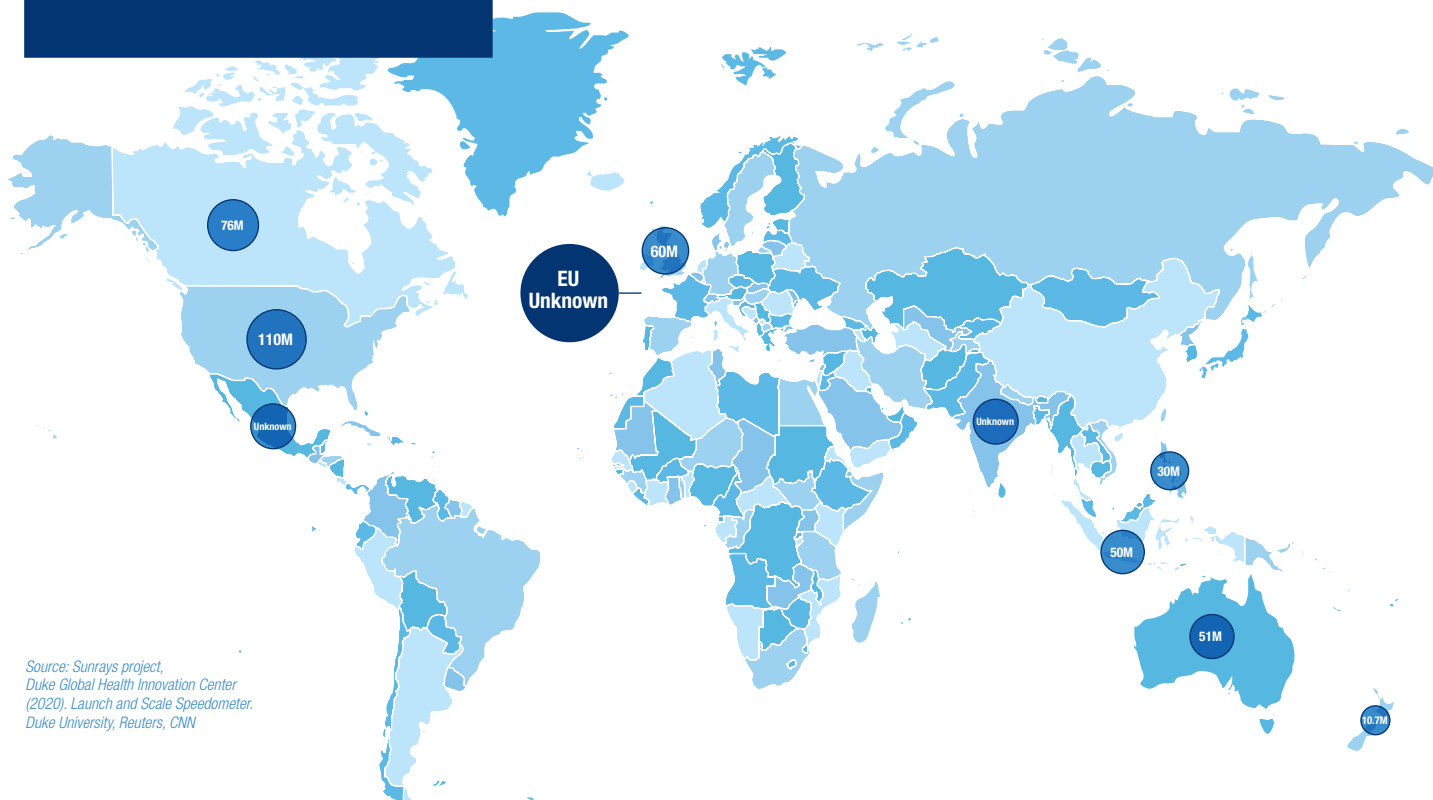 76M
60M
EU
Unknown
110M
Unknown
Unknown
30M
50M
51M
10.7M
Source: Sunrays project,
Duke Global Health Innovation Center
(2020). Launch and Scale Speedometer.
Duke University, Reuters, CNN